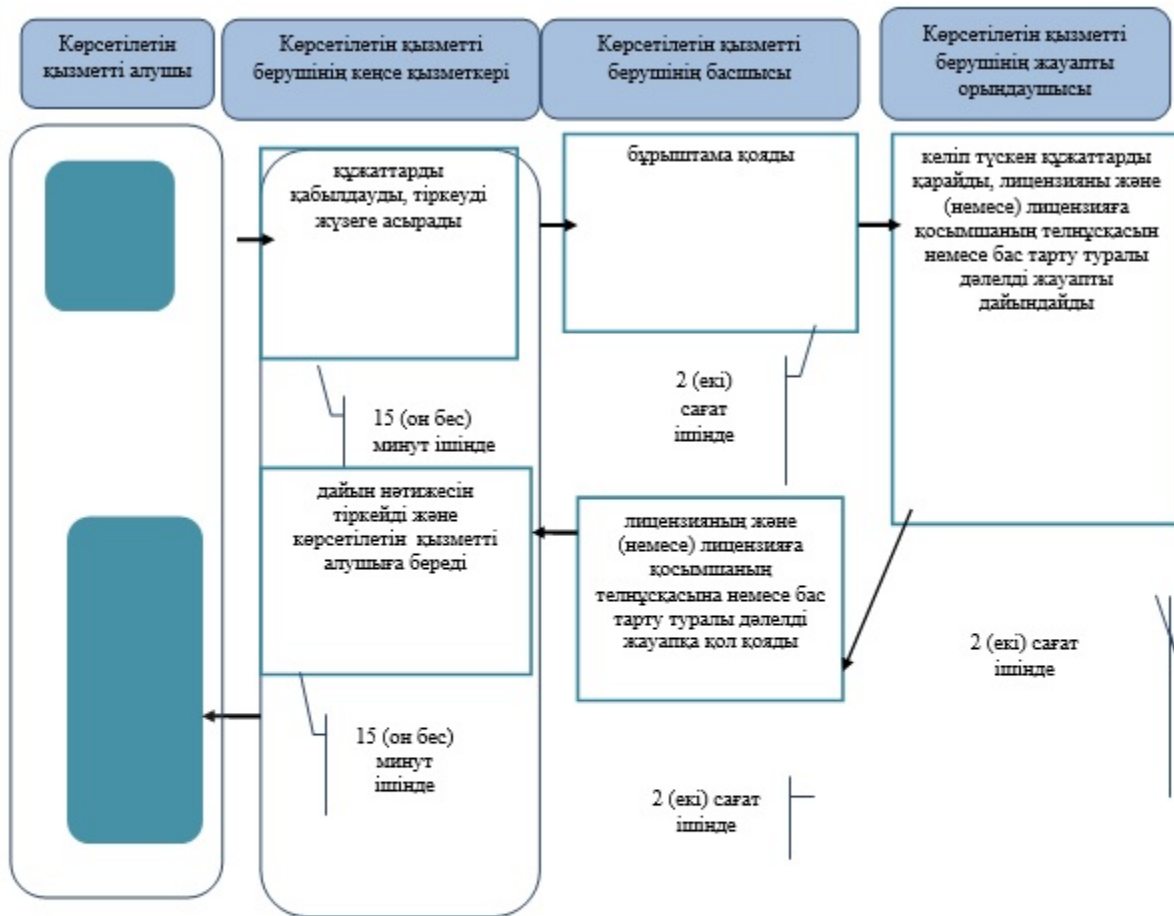 Көрсетілетін
қызметті алушы
Көрсетілетін қызметті
берушінің кеңсе қызметкері
Көрсетілетін қызметті
берушінің басшысы
Көрсетілетін қызметті
берушінің жауапты
орындаушысы
құжаттарды
қабылдауды, тіркеуді
жүзеге асырады
бұрыштама қояды
келіп түскен құжаттарды
қарайды, лицензияны және
(немесе) лицензияға
қосымшаның телнұсқасын
немесе бас тарту туралы
дәлелді жауапты
дайындайды
15 (он бес)
минут ішінде
2 (екі)
сағат
ішінде
дайын нәтижесін
тіркейді және
көрсетілетін қызметті
алушыға береді
лицензияның және
(немесе) лицензияға
қосымшаның
телнұсқасына немесе бас
тарту туралы дәлелді
жауапқа қол қояды
2 (екі) сағат
ішінде
15 (он бес)
минут
ішінде
2 (екі) сағат
ішінде